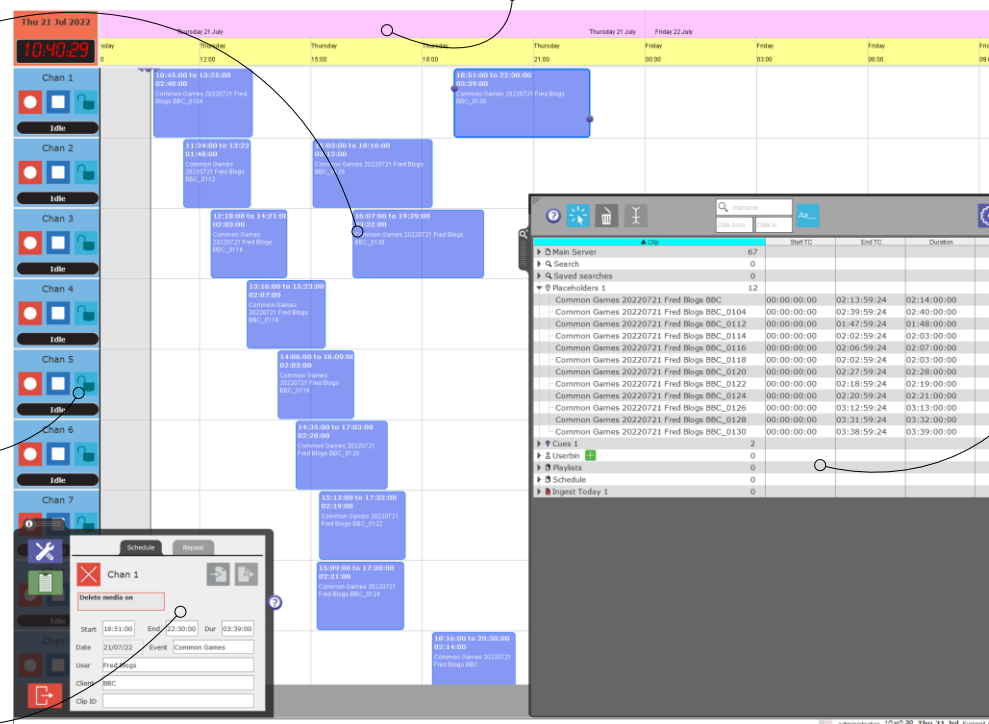 Thu 21 Jul 2022
10:40:29
Thursday 21 July
Thursday 21 July
Friday 22 July
Thursday
Thursday
Thursday
Thursday
Friday
Friday
Friday
12:00
15:00
18:00
21:00
00:00
03:00
06:00
Chan 1
Idle
10:45:00 to 13:25:00
02:40:00
Common Games 20220721 Fred
Blogs BBC_0104
18:51:00 to 22:30:00
03:39:00
Common Games 20220721 Fred Blogs
BBC_0130
Chan 2
Idle
11:34:00 to 13:22
01:48:00
Common Games
20220721 Fred Blogs
BBC_0112
15:03:00 to 18:16:00
03:13:00
Common Games 20220721 Fred Blogs
Chan 3
Idle
12:18:00 to 14:21:00
02:03:00
Common Games
20220721 Fred Blogs
BBC_0114
16:07:00 to 19:39:00
Common Games 20220721 Fred Blogs
BBC_0128
Chan 4
Idle
13:16:00 to 15:23:00
02:07:00
Common Games
20220721 Fred Blogs
BBC_0116
Chan 5
Idle
14:06:00 to 16:09:00
02:03:00
Common Games
20220721 Fred Blogs
BBC_0118
Chan 6
Idle
14:35:00 to 17:03:00
02:28:00
Common Games 20220721
Fred Blogs BBC_0120
Chan 7
15:13:00 to 17:32:00
02:19:00
Common Games 20220721
Fred Blogs BBC_0122
Idle
15:09:00 to 17:30:00
02:21:00
Common Games 20220721
Fred Blogs BBC_0124
Chan
18:16:00 to 20:30:00
02:14:00
Common Games 20220721
Fred Blogs BBC
Schedule Repeat
Chan 1
Delete media on
Start 18:51:00 End 22:30:00 Dur 03:39:00
Date 21/07/22 Event Common Games
User Fred Blogs
Client BBC
Clip ID
Clipname
Date from Date to
Aa
Clip Start TC End TC Duration
Main Server 67
Search 0
Saved searches 0
Placeholders 1 12
Common Games 20220721 Fred Blogs BBC 00:00:00:00 02:13:59:24 02:14:00:00
Common Games 20220721 Fred Blogs BBC_0104 00:00:00:00 02:39:59:24 02:40:00:00
Common Games 20220721 Fred Blogs BBC_0112 00:00:00:00 01:47:59:24 01:48:00:00
Common Games 20220721 Fred Blogs BBC_0114 00:00:00:00 02:02:59:24 02:03:00:00
Common Games 20220721 Fred Blogs BBC_0116 00:00:00:00 02:06:59:24 02:07:00:00
Common Games 20220721 Fred Blogs BBC_0118 00:00:00:00 02:02:59:24 02:03:00:00
Common Games 20220721 Fred Blogs BBC_0120 00:00:00:00 02:27:59:24 02:28:00:00
Common Games 20220721 Fred Blogs BBC_0122 00:00:00:00 02:18:59:24 02:19:00:00
Common Games 20220721 Fred Blogs BBC_0124 00:00:00:00 02:20:59:24 02:21:00:00
Common Games 20220721 Fred Blogs BBC_0126 00:00:00:00 03:12:59:24 03:13:00:00
Common Games 20220721 Fred Blogs BBC_0128 00:00:00:00 03:31:59:24 03:32:00:00
Common Games 20220721 Fred Blogs BBC_0130 00:00:00:00 03:38:59:24 03:39:00:00
Cues 1 2
Userbin 0
Playlists 0
Schedule 0
Ingest Today 1 0
Thu 21 Jul